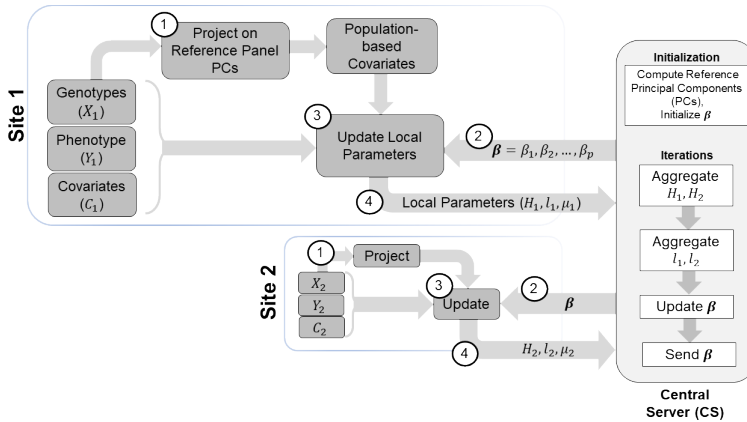 Site 1
1
Project on
Reference Panel
PCs
Population-
based
Covariates
Genotypes
(X₁)
Phenotype
(Y₁)
Covariates
(C₁)
3
Update Local
Parameters
2
β = β₁, β₂, …, βₚ
4
Local Parameters (H₁, l₁, μ₁)
Site 2
1
Project
X₂
Y₂
C₂
3
Update
2
β
4
H₂, l₂, μ₂
Initialization
Compute Reference
Principal Components
(PCs),
Initialize β
Iterations
Aggregate
H₁, H₂
Aggregate
l₁, l₂
Update β
Send β
Central
Server (CS)